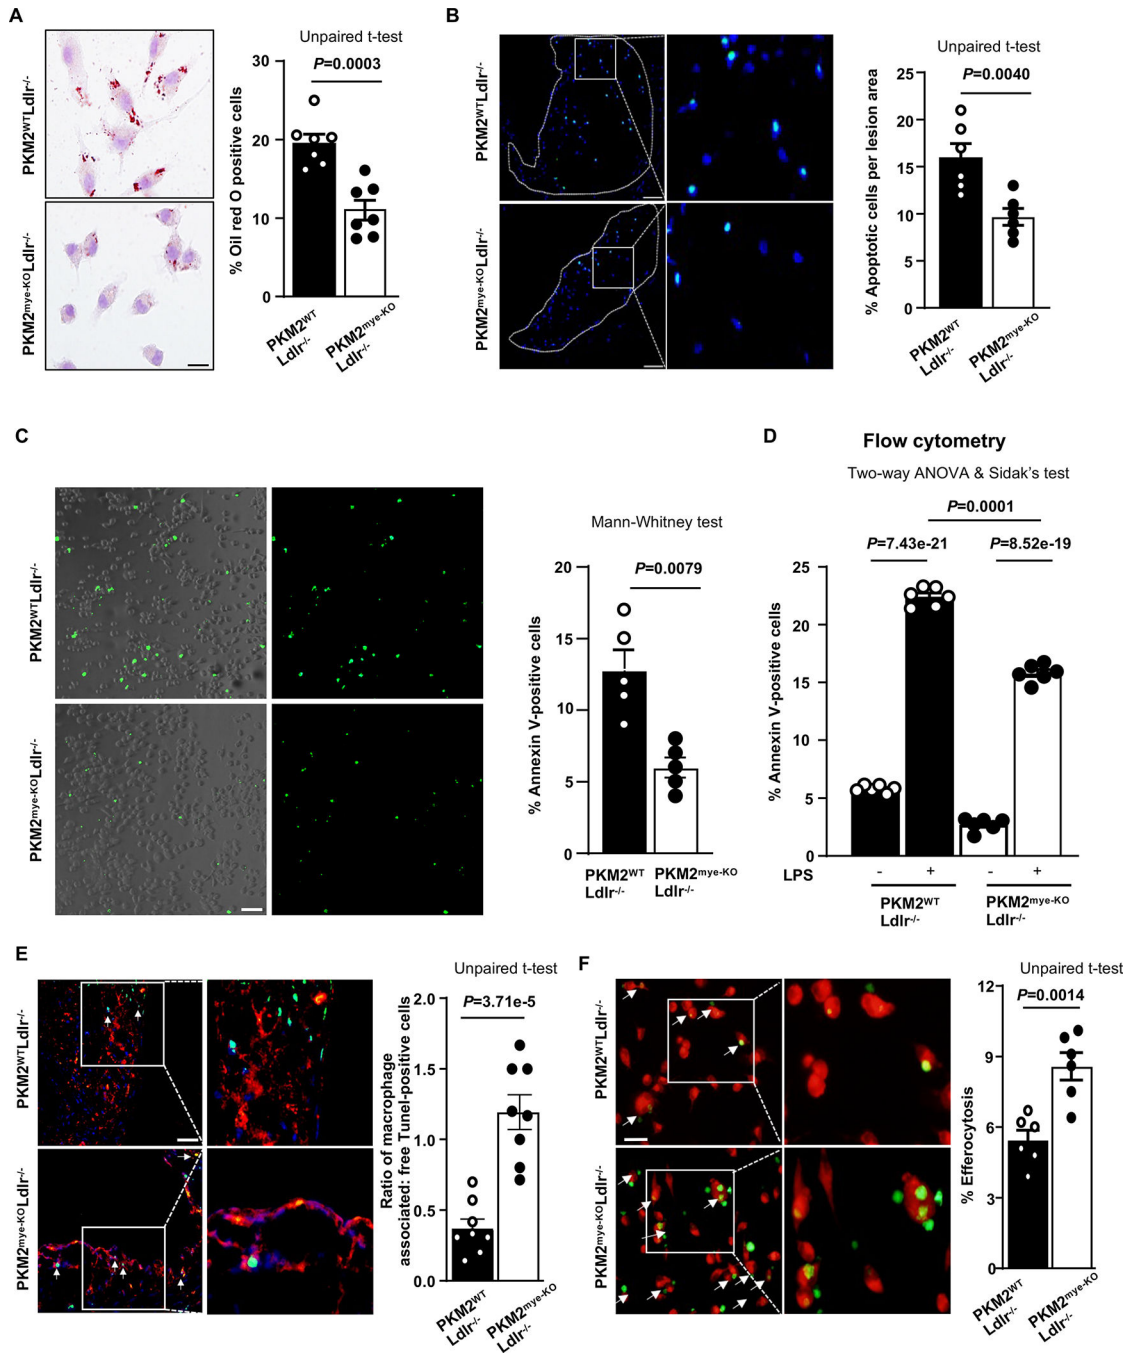 A
PKM2WTLdlr-/-
PKM2mye-KOLdlr-/-
Unpaired t-test
P=0.0003
% Oil red O positive cells
30
20
10
0
PKM2WT
Ldlr-/-
PKM2mye-KO
Ldlr-/-
B
PKM2WTLdlr-/-
PKM2mye-KOLdlr-/-
Unpaired t-test
P=0.0040
% Apoptotic cells per lesion area
25
20
15
10
5
0
PKM2WT
Ldlr-/-
PKM2mye-KO
Ldlr-/-
C
PKM2WTLdlr-/-
PKM2mye-KOLdlr-/-
Mann-Whitney test
P=0.0079
% Annexin V-positive cells
20
15
10
5
0
PKM2WT
Ldlr-/-
PKM2mye-KO
Ldlr-/-
D
Flow cytometry
Two-way ANOVA & Sidak's test
P=0.0001
P=7.43e-21
P=8.52e-19
% Annexin V-positive cells
25
20
15
10
5
0
LPS
- + - +
PKM2WT
Ldlr-/-
PKM2mye-KO
Ldlr-/-
E
PKM2WTLdlr-/-
PKM2mye-KOLdlr-/-
Unpaired t-test
P=3.71e-5
Ratio of macrophage
associated: free Tunel-positive cells
2.0
1.5
1.0
0.5
0.0
PKM2WT
Ldlr-/-
PKM2mye-KO
Ldlr-/-
F
PKM2WTLdlr-/-
PKM2mye-KOLdlr-/-
Unpaired t-test
P=0.0014
% Efferocytosis
12
9
6
3
0
PKM2WT
Ldlr-/-
PKM2mye-KO
Ldlr-/-